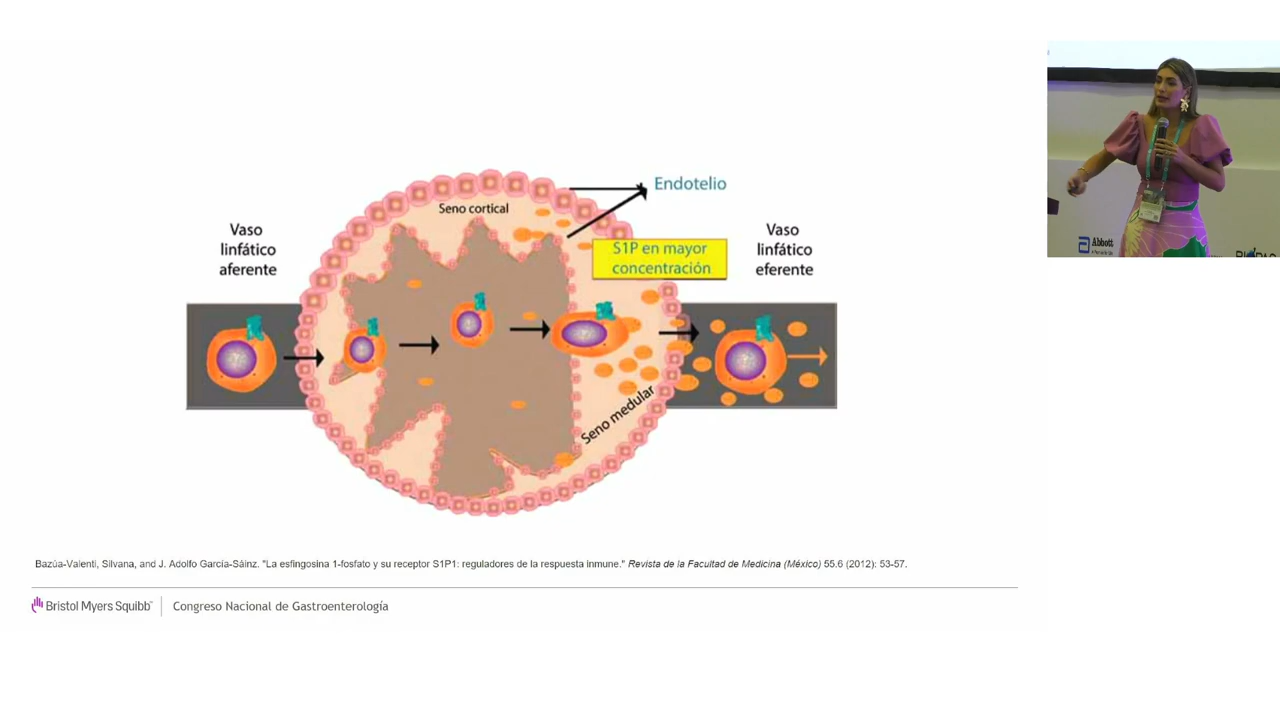 Endotelio
Seno cortical
Vaso
linfático
aferente
S1P en mayor
concentración
Vaso
linfático
eferente
Seno medular
Bazúa-Valenti, Silvana, and J. Adolfo García-Sáinz. "La esfingosina 1-fosfato y su receptor S1P1: reguladores de la respuesta inmune." Revista de la Facultad de Medicina (México) 55.6 (2012): 53-57.
Bristol Myers Squibb™
Congreso Nacional de Gastroenterología
Abbott